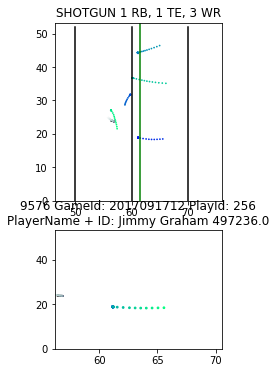 SHOTGUN 1 RB, 1 TE, 3 WR
50
40
30
20
10
0
50 60 70
9576 GameId: 2017091712 PlayId: 256
PlayerName + ID: Jimmy Graham 497236.0
40
20
0
60 65 70